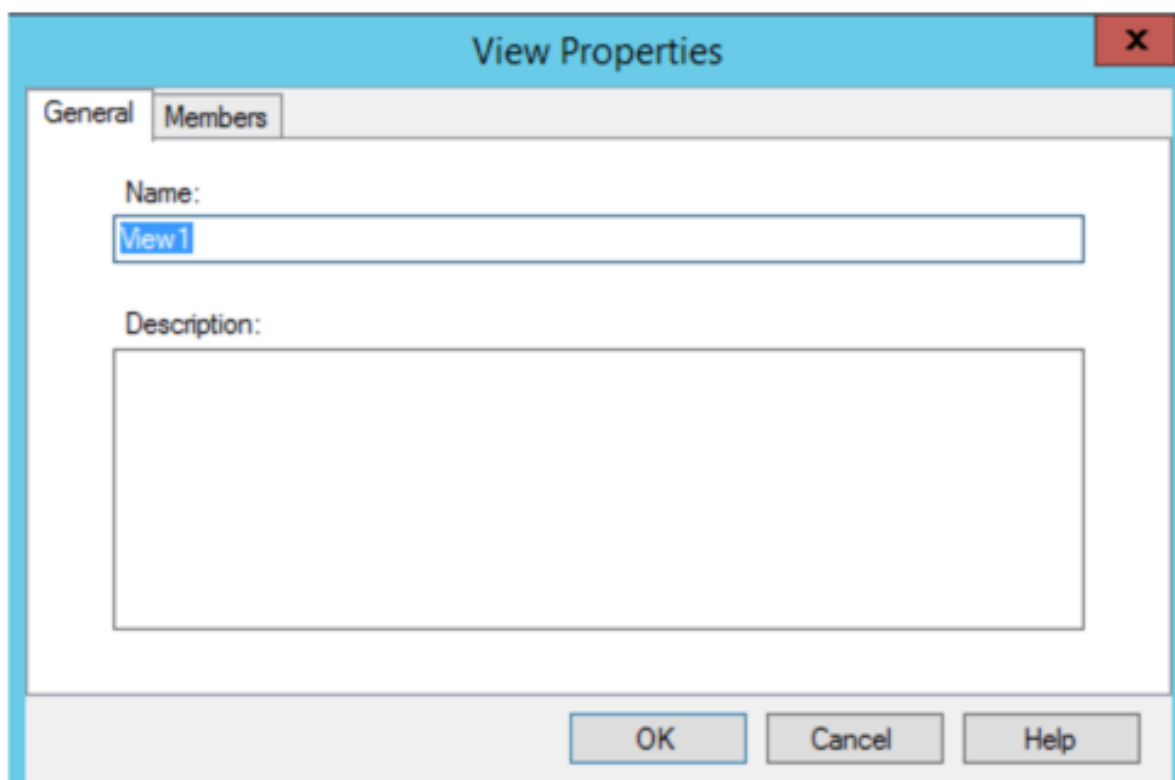 View Properties
x
General Members
Name:
View1
Description:
OK Cancel Help